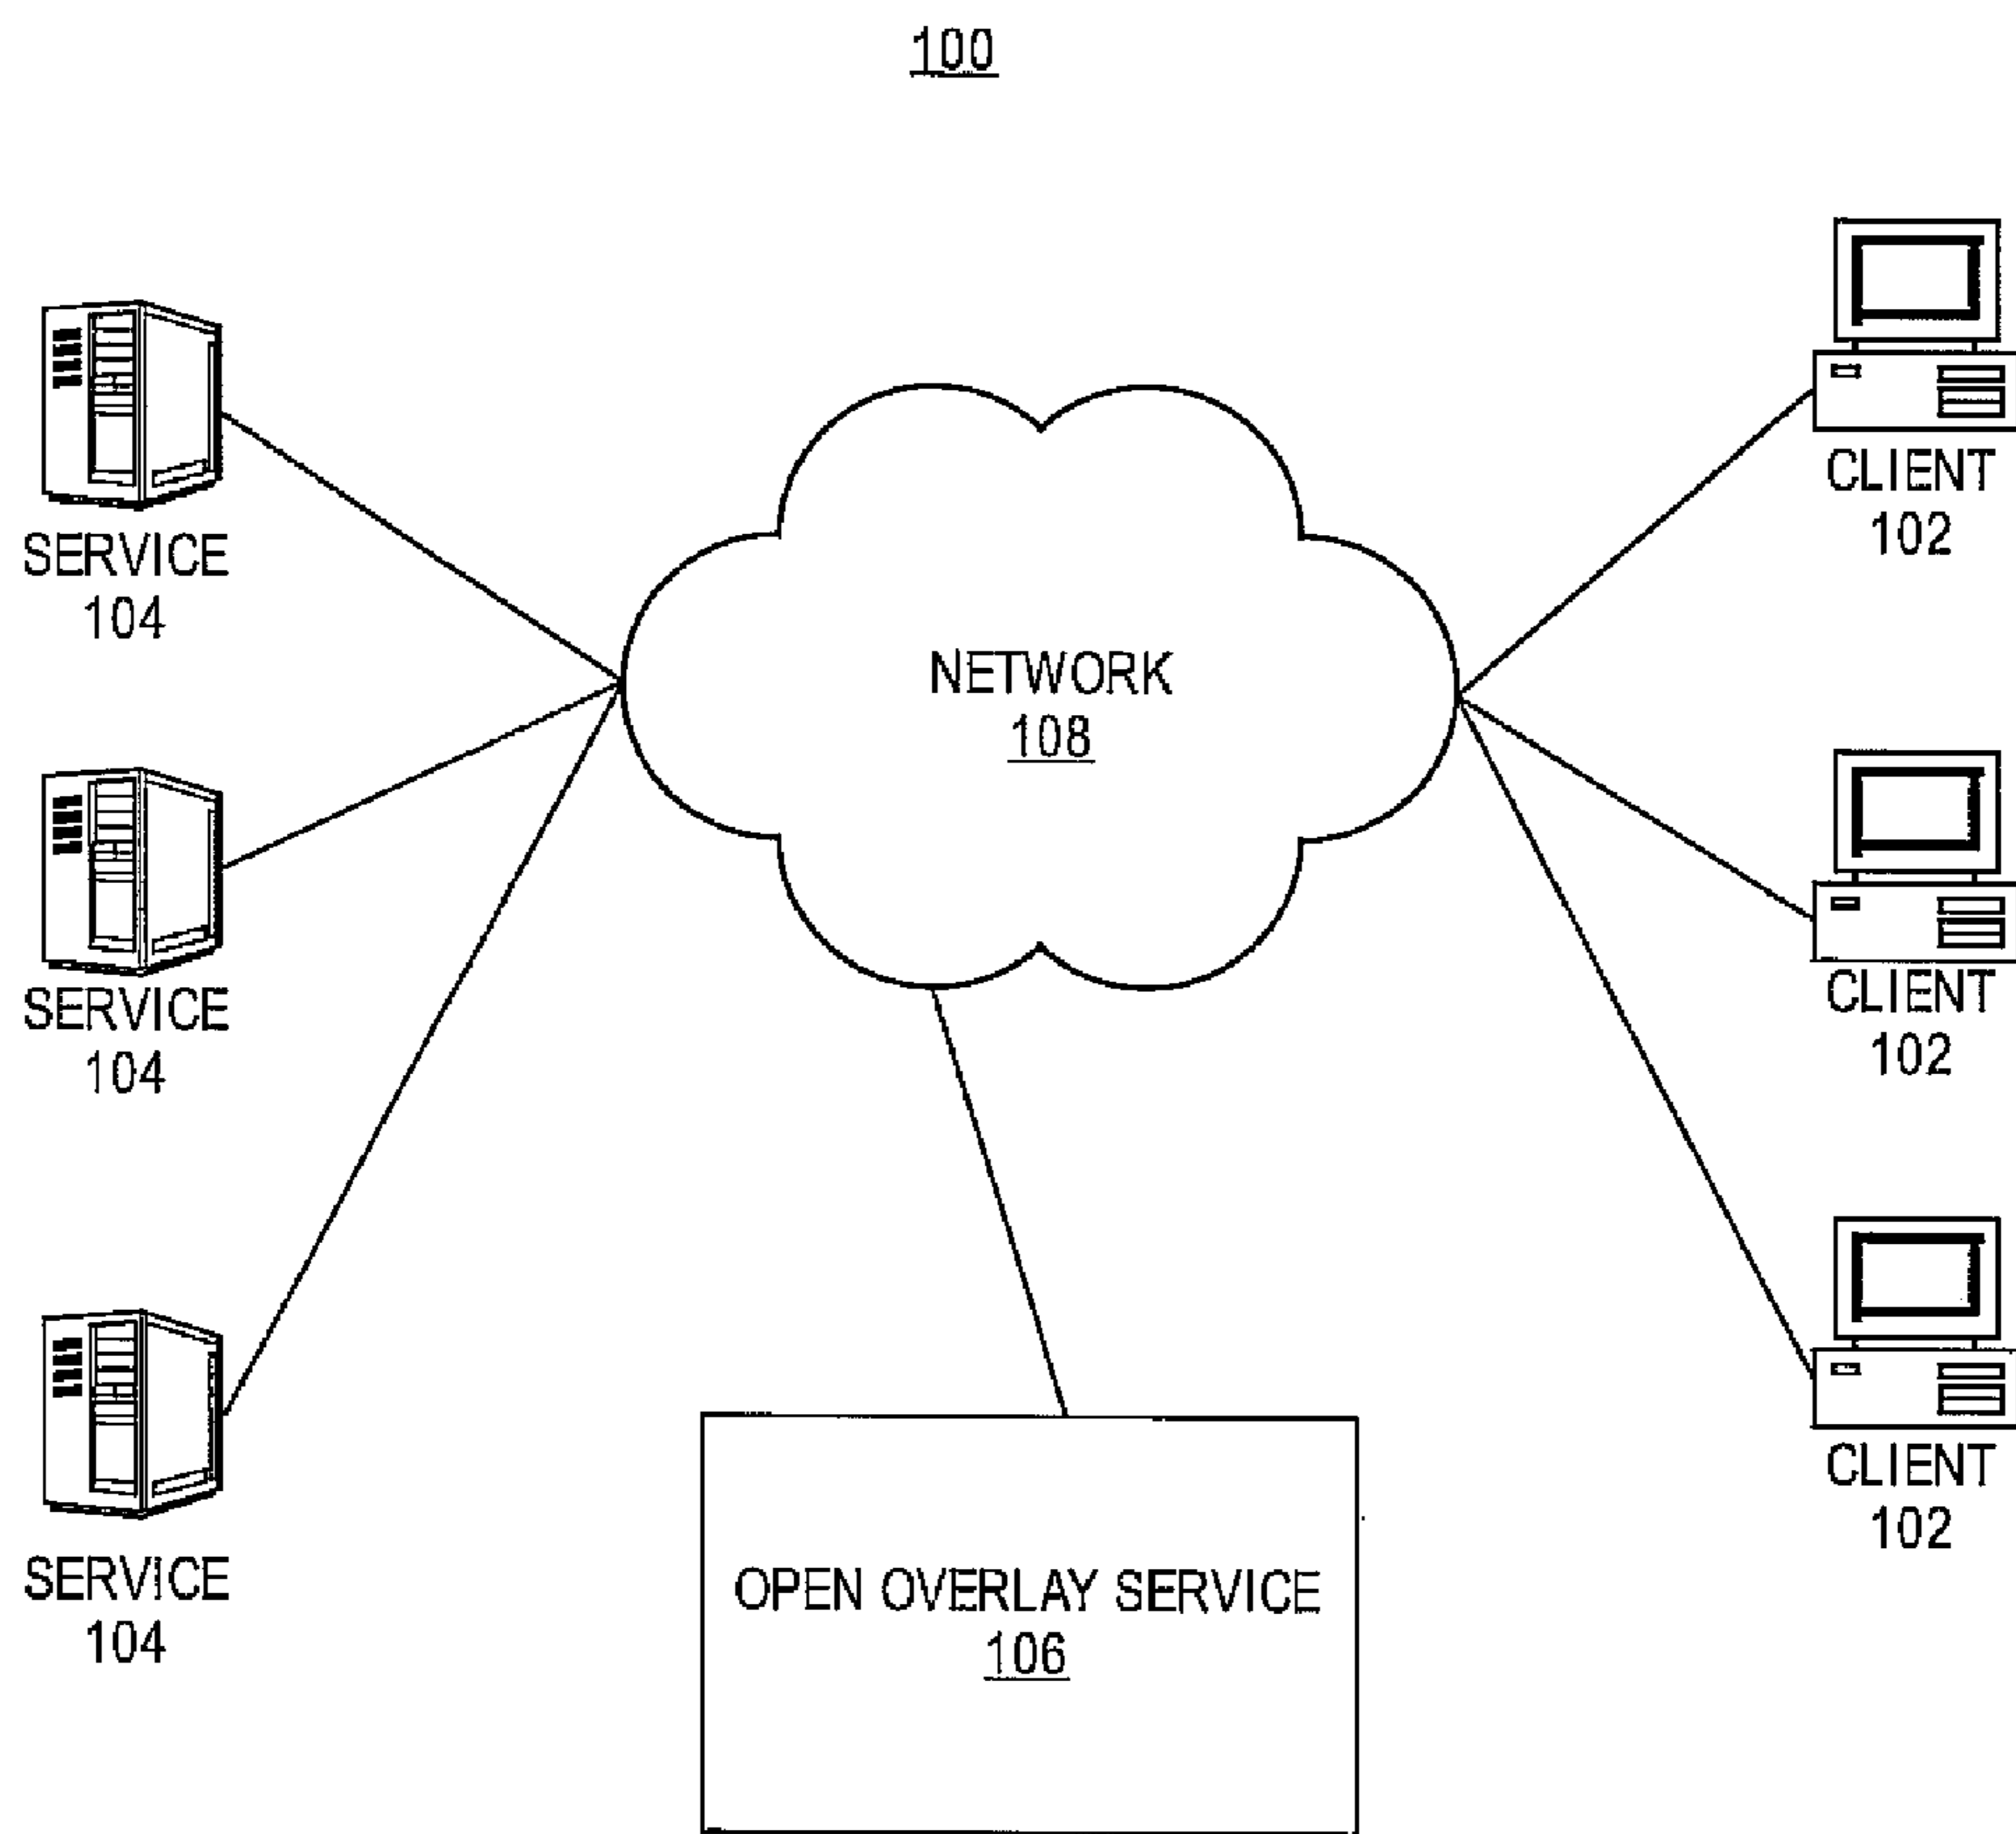 100
SERVICE
104
CLIENT
102
NETWORK
108
SERVICE
104
CLIENT
102
SERVICE
104
OPEN OVERLAY SERVICE
106
CLIENT
102